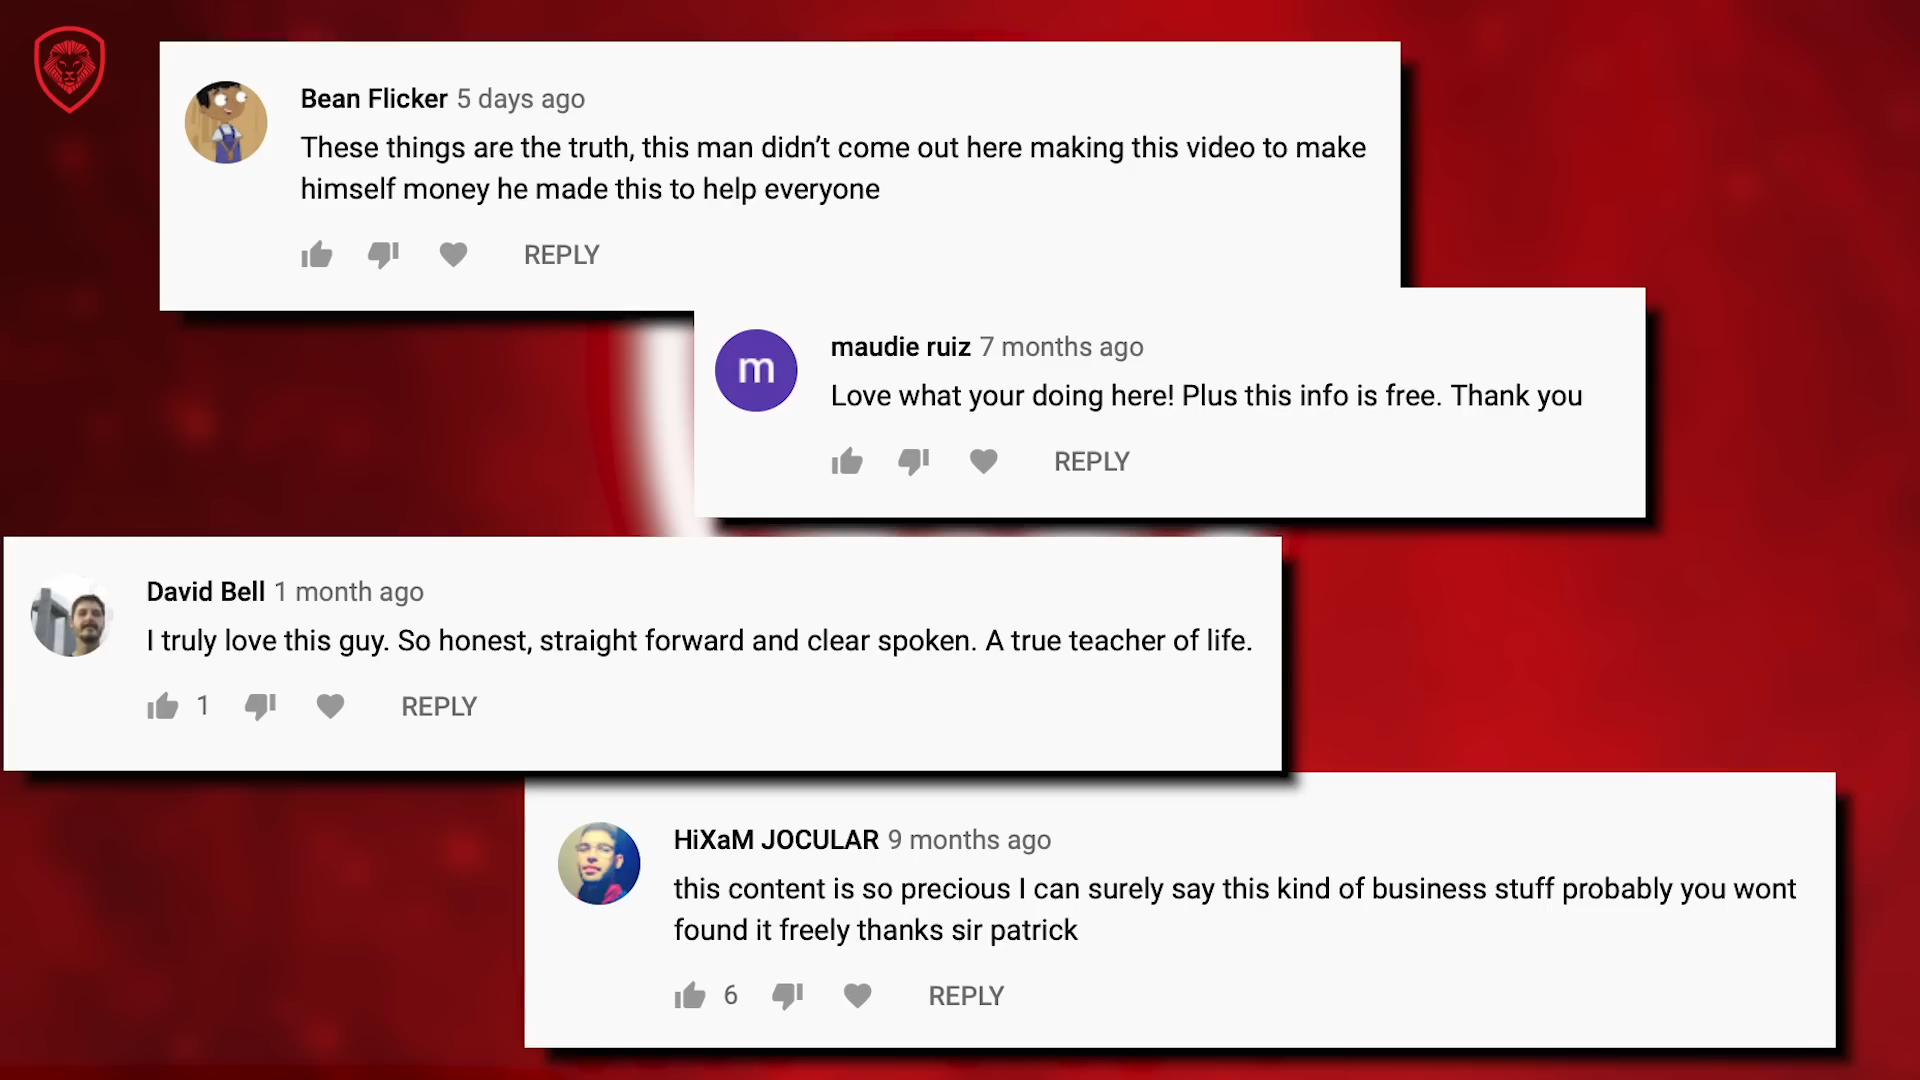 Bean Flicker 5 days ago
These things are the truth, this man didn’t come out here making this video to make
himself money he made this to help everyone
REPLY
m
maudie ruiz 7 months ago
Love what your doing here! Plus this info is free. Thank you
REPLY
David Bell 1 month ago
I truly love this guy. So honest, straight forward and clear spoken. A true teacher of life.
1 REPLY
HiXaM JOCULAR 9 months ago
this content is so precious I can surely say this kind of business stuff probably you wont
found it freely thanks sir patrick
6 REPLY